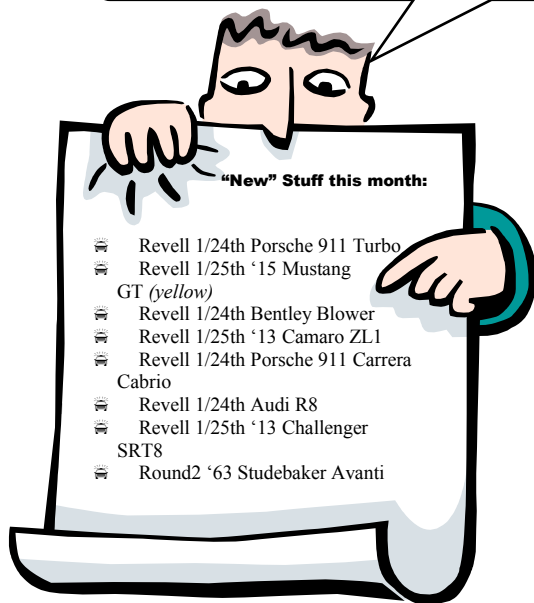 “New” Stuff this month:
Revell 1/24th Porsche 911 Turbo
Revell 1/25th ‘15 Mustang
GT (yellow)
Revell 1/24th Bentley Blower
Revell 1/25th ‘13 Camaro ZL1
Revell 1/24th Porsche 911 Carrera
Cabrio
Revell 1/24th Audi R8
Revell 1/25th ‘13 Challenger
SRT8
Round2 ‘63 Studebaker Avanti